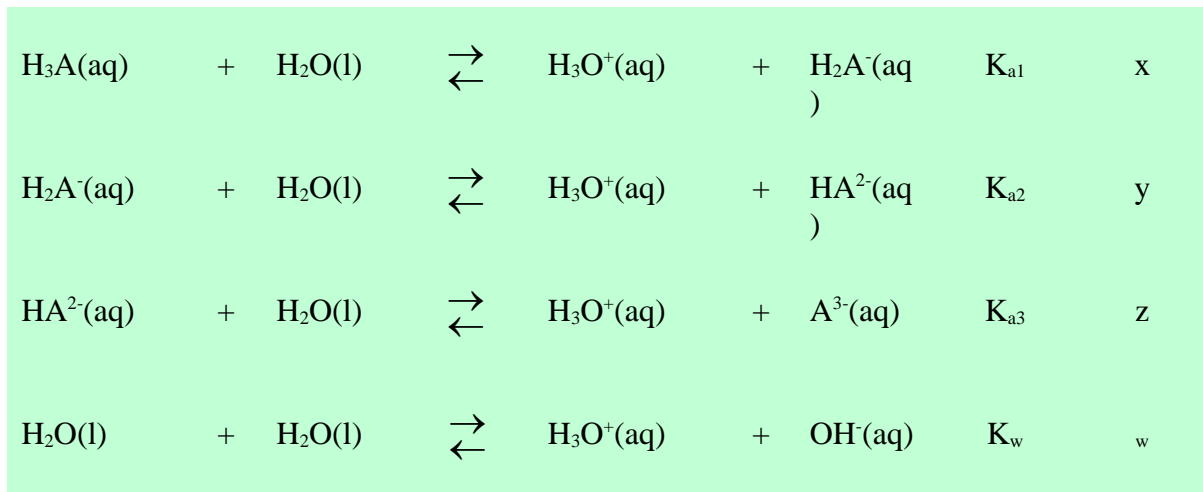 H₃A(aq) + H₂O(l) ⇄ H₃O⁺(aq) + H₂A⁻(aq Kₐ₁ x
)
H₂A⁻(aq) + H₂O(l) ⇄ H₃O⁺(aq) + HA²⁻(aq Kₐ₂ y
)
HA²⁻(aq) + H₂O(l) ⇄ H₃O⁺(aq) + A³⁻(aq) Kₐ₃ z
H₂O(l) + H₂O(l) ⇄ H₃O⁺(aq) + OH⁻(aq) K_w w